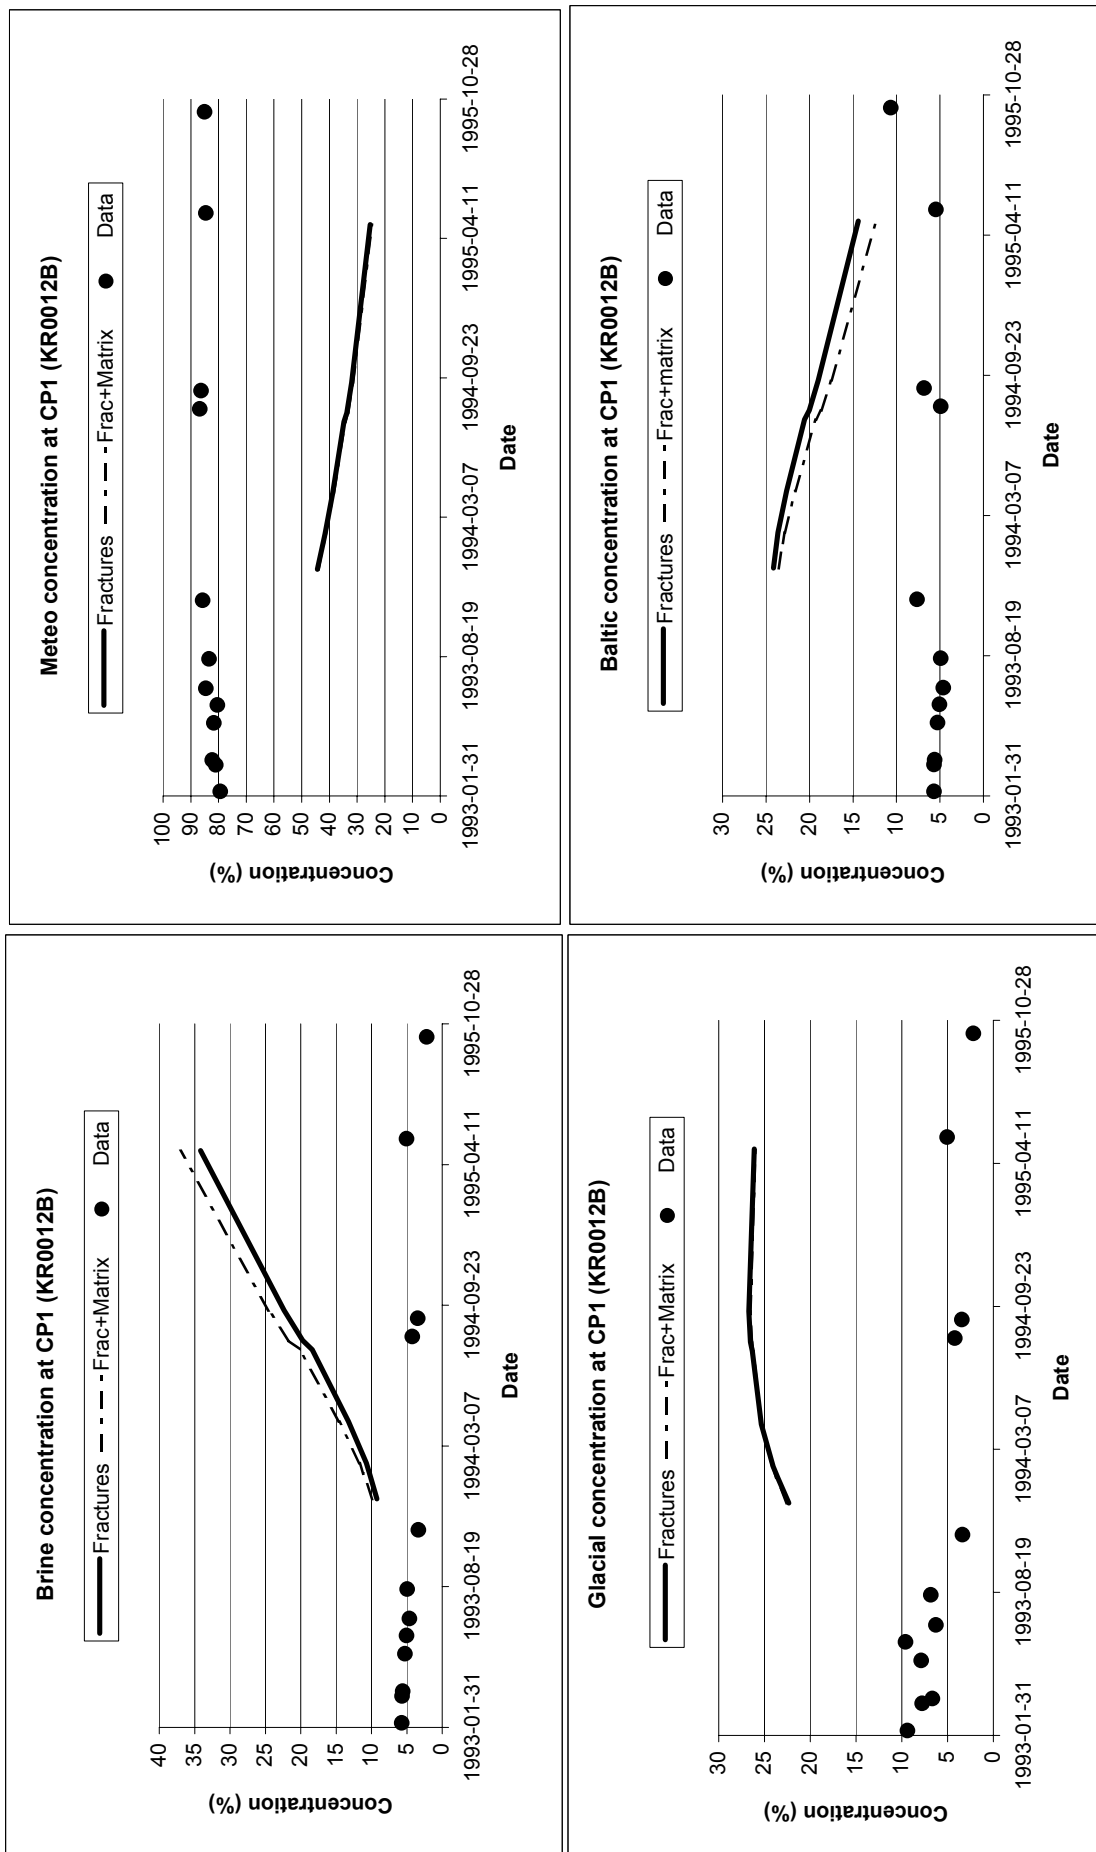 Brine concentration at CP1 (KR0012B)
Fractures Frac+Matrix Data
40
35
30
25
20
15
10
5
0
Concentration (%)
1993-01-31 1993-08-19 1994-03-07 1994-09-23 1995-04-11 1995-10-28
Date
Meteo concentration at CP1 (KR0012B)
Fractures Frac+Matrix Data
100
90
80
70
60
50
40
30
20
10
0
Concentration (%)
1993-01-31 1993-08-19 1994-03-07 1994-09-23 1995-04-11 1995-10-28
Date
Glacial concentration at CP1 (KR0012B)
Fractures Frac+Matrix Data
30
25
20
15
10
5
0
Concentration (%)
1993-01-31 1993-08-19 1994-03-07 1994-09-23 1995-04-11 1995-10-28
Date
Baltic concentration at CP1 (KR0012B)
Fractures Frac+matrix Data
30
25
20
15
10
5
0
Concentration (%)
1993-01-31 1993-08-19 1994-03-07 1994-09-23 1995-04-11 1995-10-28
Date